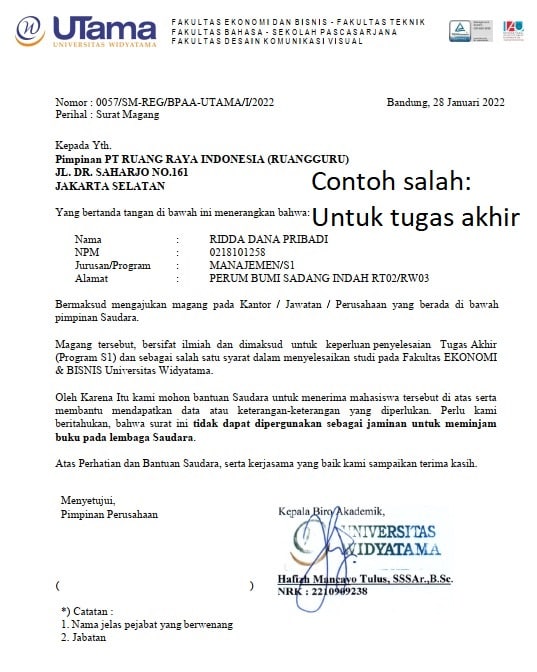 UTama
UNIVERSITAS WIDYATAMA
FAKULTAS EKONOMI DAN BISNIS - FAKULTAS TEKNIK
FAKULTAS BAHASA - SEKOLAH PASCASARJANA
FAKULTAS DESAIN KOMUNIKASI VISUAL
Nomor : 0057/SM-REG/BPAA-UTAMA/I/2022 Bandung, 28 Januari 2022
Perihal : Surat Magang
Kepada Yth.
Pimpinan PT RUANG RAYA INDONESIA (RUANGGURU)
JL. DR. SAHARJO NO.161
JAKARTA SELATAN
Contoh salah:
Untuk tugas akhir
Yang bertanda tangan di bawah ini menerangkan bahwa:
Nama : RIDDA DANA PRIBADI
NPM : 0218101258
Jurusan/Program : MANAJEMEN/S1
Alamat : PERUM BUMI SADANG INDAH RT02/RW03
Bermaksud mengajukan magang pada Kantor / Jawatan / Perusahaan yang berada di bawah
pimpinan Saudara.
Magang tersebut, bersifat ilmiah dan dimaksud untuk keperluan penyelesaian Tugas Akhir
(Program S1) dan sebagai salah satu syarat dalam menyelesaikan studi pada Fakultas EKONOMI
& BISNIS Universitas Widyatama.
Oleh Karena Itu kami mohon bantuan Saudara untuk menerima mahasiswa tersebut di atas serta
membantu mendapatkan data atau keterangan-keterangan yang diperlukan. Perlu kami
beritahukan, bahwa surat ini tidak dapat dipergunakan sebagai jaminan untuk meminjam
buku pada lembaga Saudara.
Atas Perhatian dan Bantuan Saudara, serta kerjasama yang baik kami sampaikan terima kasih.
Menyetujui,
Pimpinan Perusahaan
( )
Kepala Biro Akademik,
UNIVERSITAS
WIDYATAMA
Hafizh Mancayo Tulus, SSSAr.,B.Sc.
NRK : 2210909238
*) Catatan :
1. Nama jelas pejabat yang berwenang
2. Jabatan